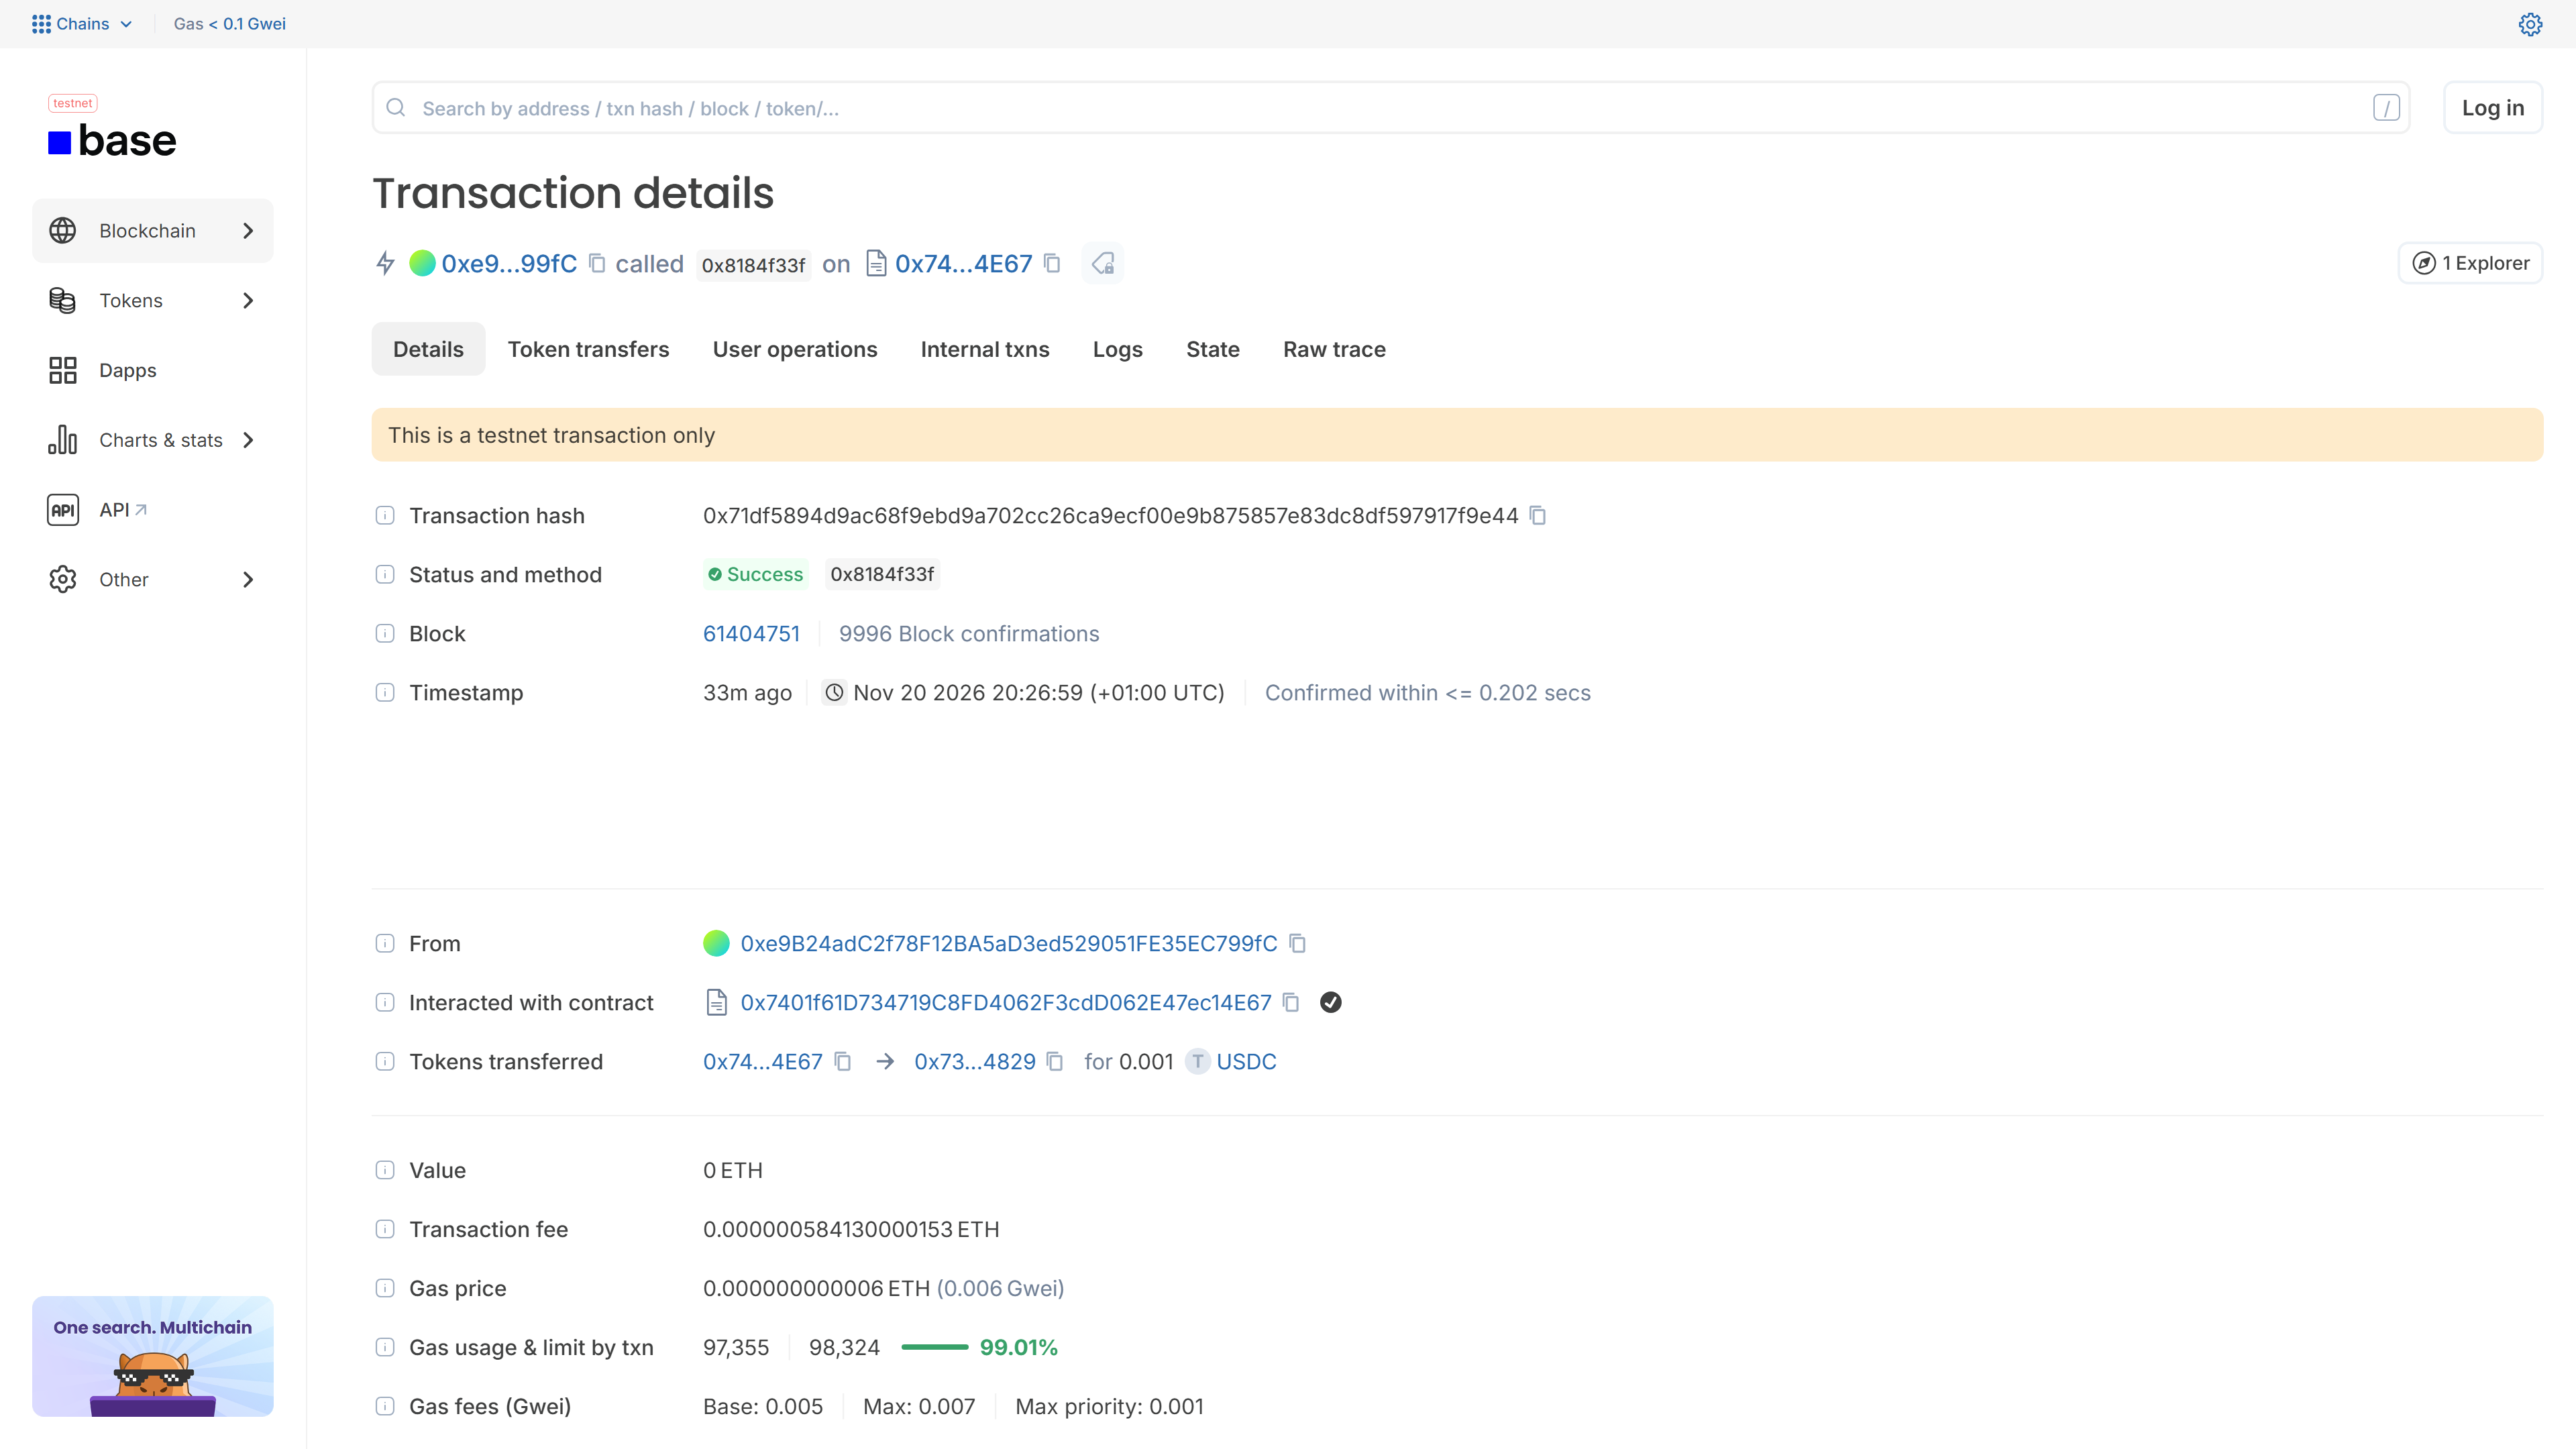 Chains
Gas < 0.1 Gwei
testnet
base
Search by address / txn hash / block / token/...
/
Log in
Blockchain
Tokens
Dapps
Charts & stats
API API
Other
One search. Multichain
Transaction details
0xe9...99fC called 0x8184f33f on 0x74...4E67
1 Explorer
Details Token transfers User operations Internal txns Logs State Raw trace
This is a testnet transaction only
Transaction hash 0x71df5894d9ac68f9ebd9a702cc26ca9ecf00e9b875857e83dc8df597917f9e44
Status and method Success 0x8184f33f
Block 61404751 9996 Block confirmations
Timestamp 33m ago Nov 20 2026 20:26:59 (+01:00 UTC) Confirmed within <= 0.202 secs
From 0xe9B24adC2f78F12BA5aD3ed529051FE35EC799fC
Interacted with contract 0x7401f61D734719C8FD4062F3cdD062E47ec14E67
Tokens transferred 0x74...4E67 → 0x73...4829 for 0.001 T USDC
Value 0 ETH
Transaction fee 0.000000584130000153 ETH
Gas price 0.000000000006 ETH (0.006 Gwei)
Gas usage & limit by txn 97,355 98,324 99.01%
Gas fees (Gwei) Base: 0.005 Max: 0.007 Max priority: 0.001